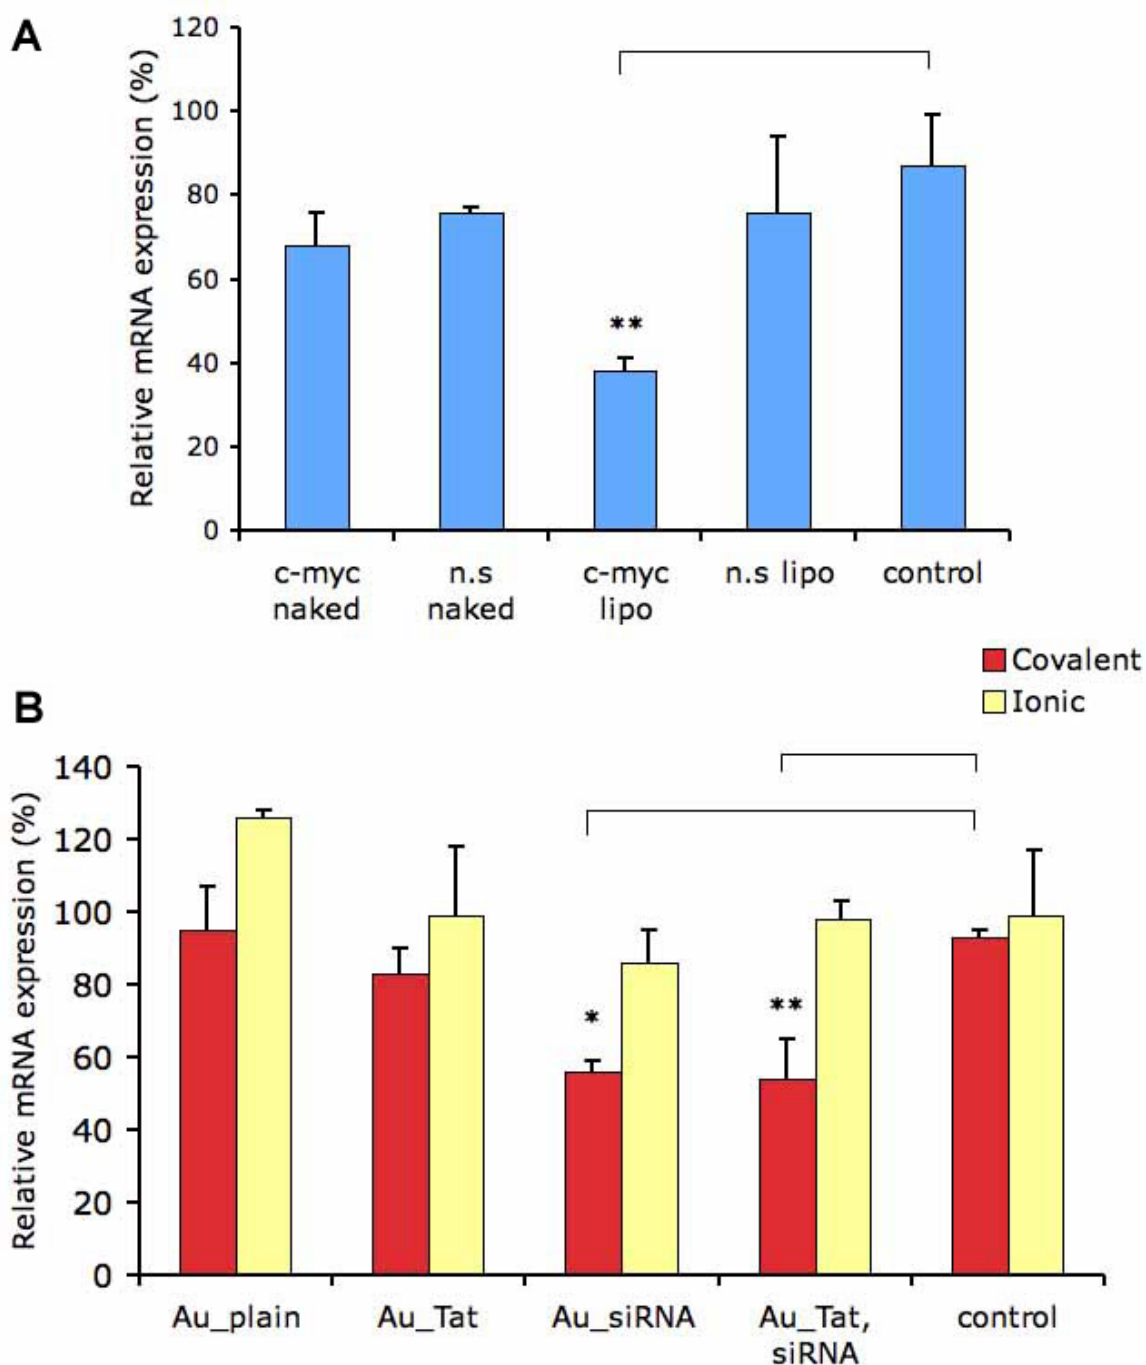 A
Relative mRNA expression (%)
120
100
80
60
40
20
0
**
c-myc naked
n.s naked
c-myc lipo
n.s lipo
control
Covalent
Ionic
B
Relative mRNA expression (%)
140
120
100
80
60
40
20
0
*
**
Au_plain
Au_Tat
Au_siRNA
Au_Tat, siRNA
control